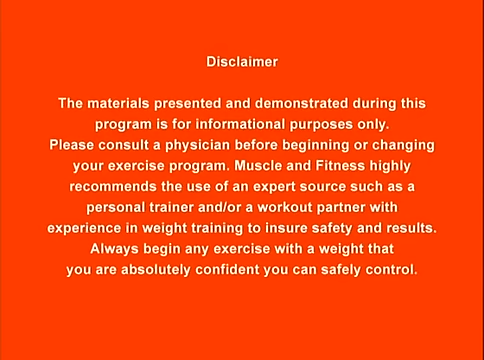 Disclaimer
The materials presented and demonstrated during this
program is for informational purposes only.
Please consult a physician before beginning or changing
your exercise program. Muscle and Fitness highly
recommends the use of an expert source such as a
personal trainer and/or a workout partner with
experience in weight training to insure safety and results.
Always begin any exercise with a weight that
you are absolutely confident you can safely control.